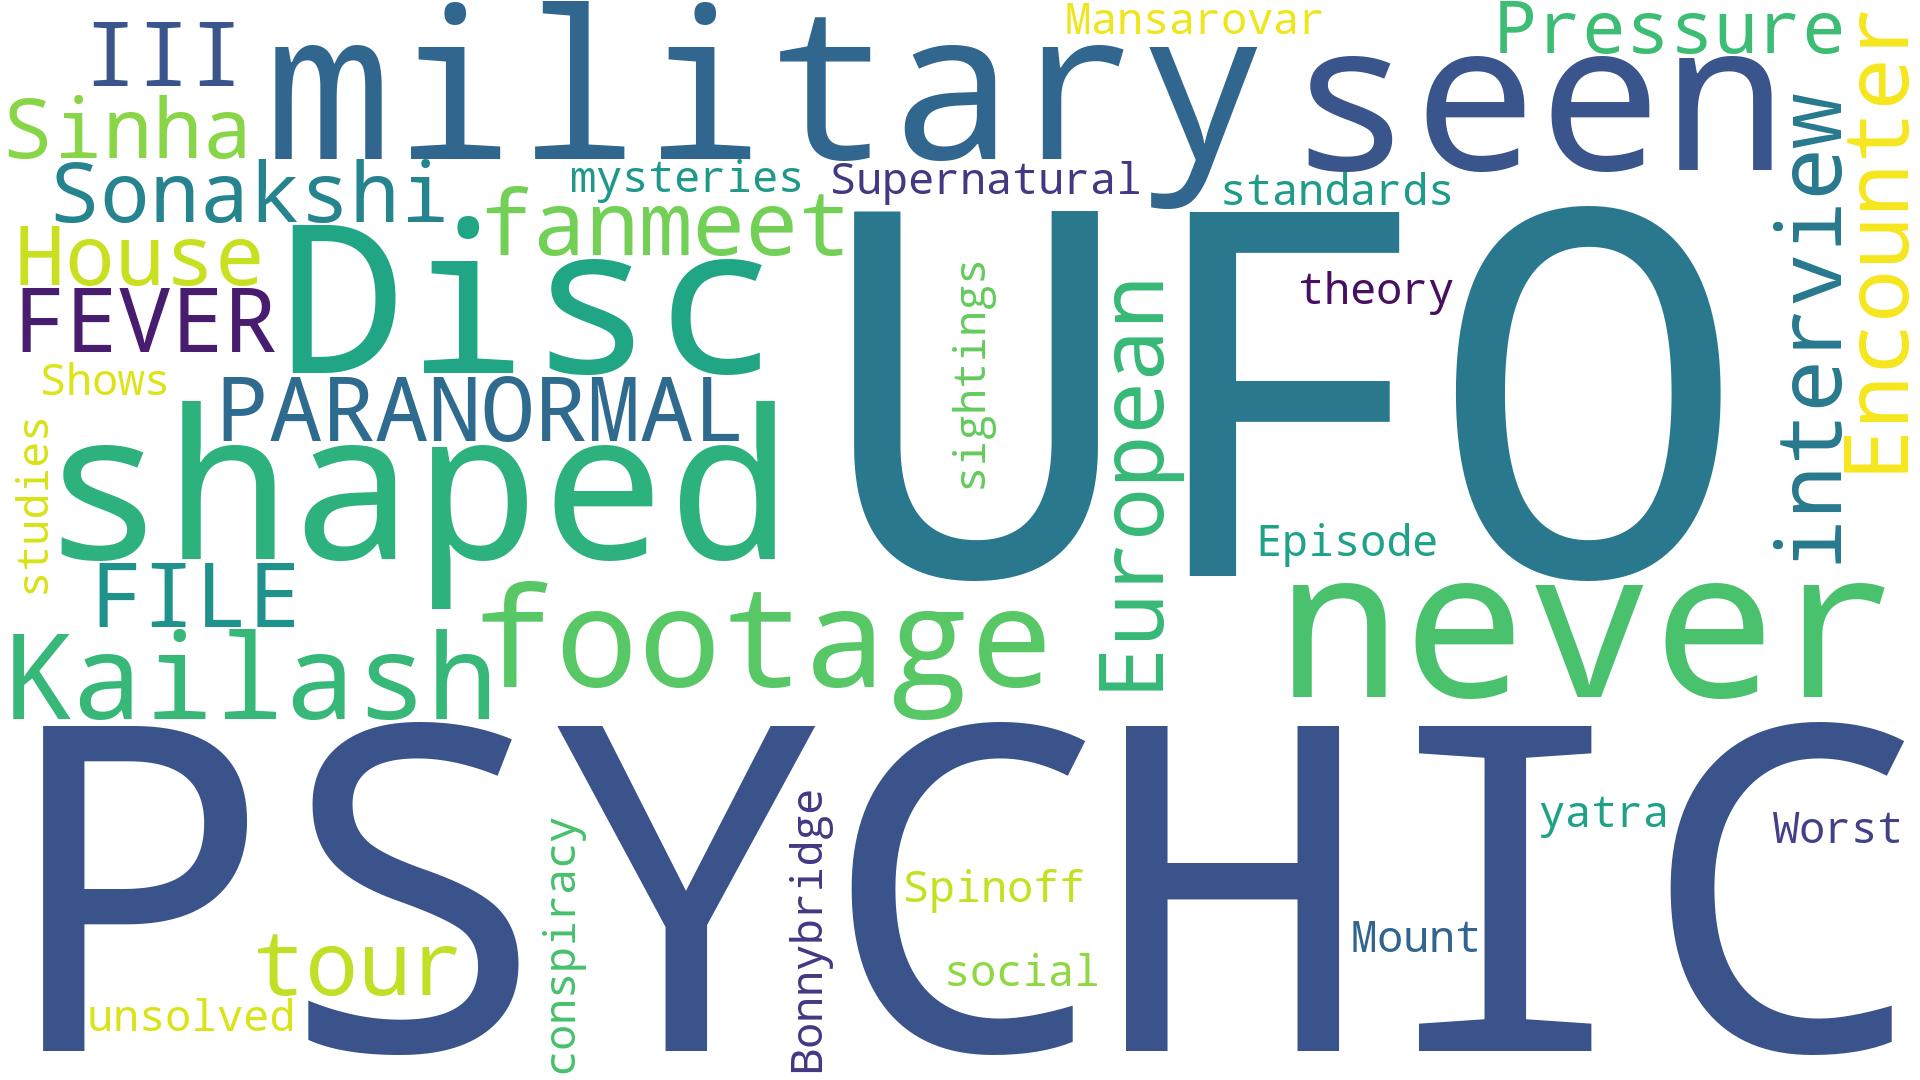 III
military
Mansarovar
seen
Pressure
Encounter
Sinha
interview
Sonakshi
mysteries
Supernatural
standards
fanmeet
House
Disc
UFO
FEVER
sightings
European
theory
Shows
PARANORMAL
studies
shaped
Episode
FILE
footage
never
Kailash
PSYCHIC
conspiracy
Bonnybridge
yatra
Worst
Spinoff
tour
Mount
social
unsolved